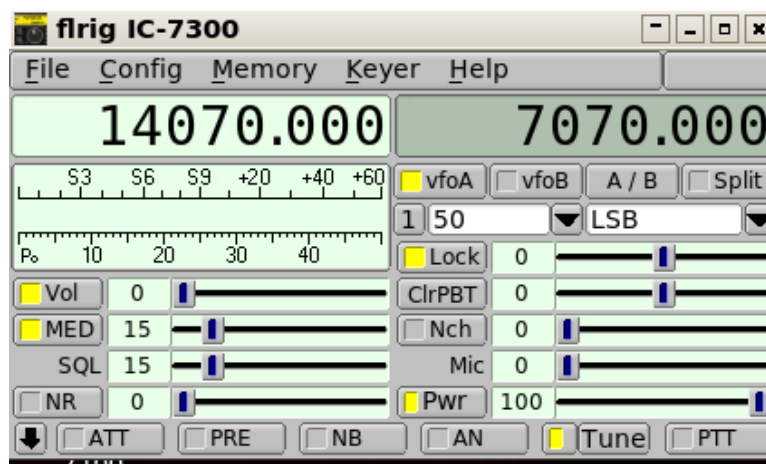 flrig IC-7300
File Config Memory Keyer Help
14070.000 7070.000
S3 S6 S9 +20 +40 +60 vfoA vfoB A / B Split
1 50 LSB
Po 10 20 30 40 Lock 0
Vol 0 ClrPBT 0
MED 15 Nch 0
SQL 15 Mic 0
NR 0 Pwr 100
ATT PRE NB AN Tune PTT